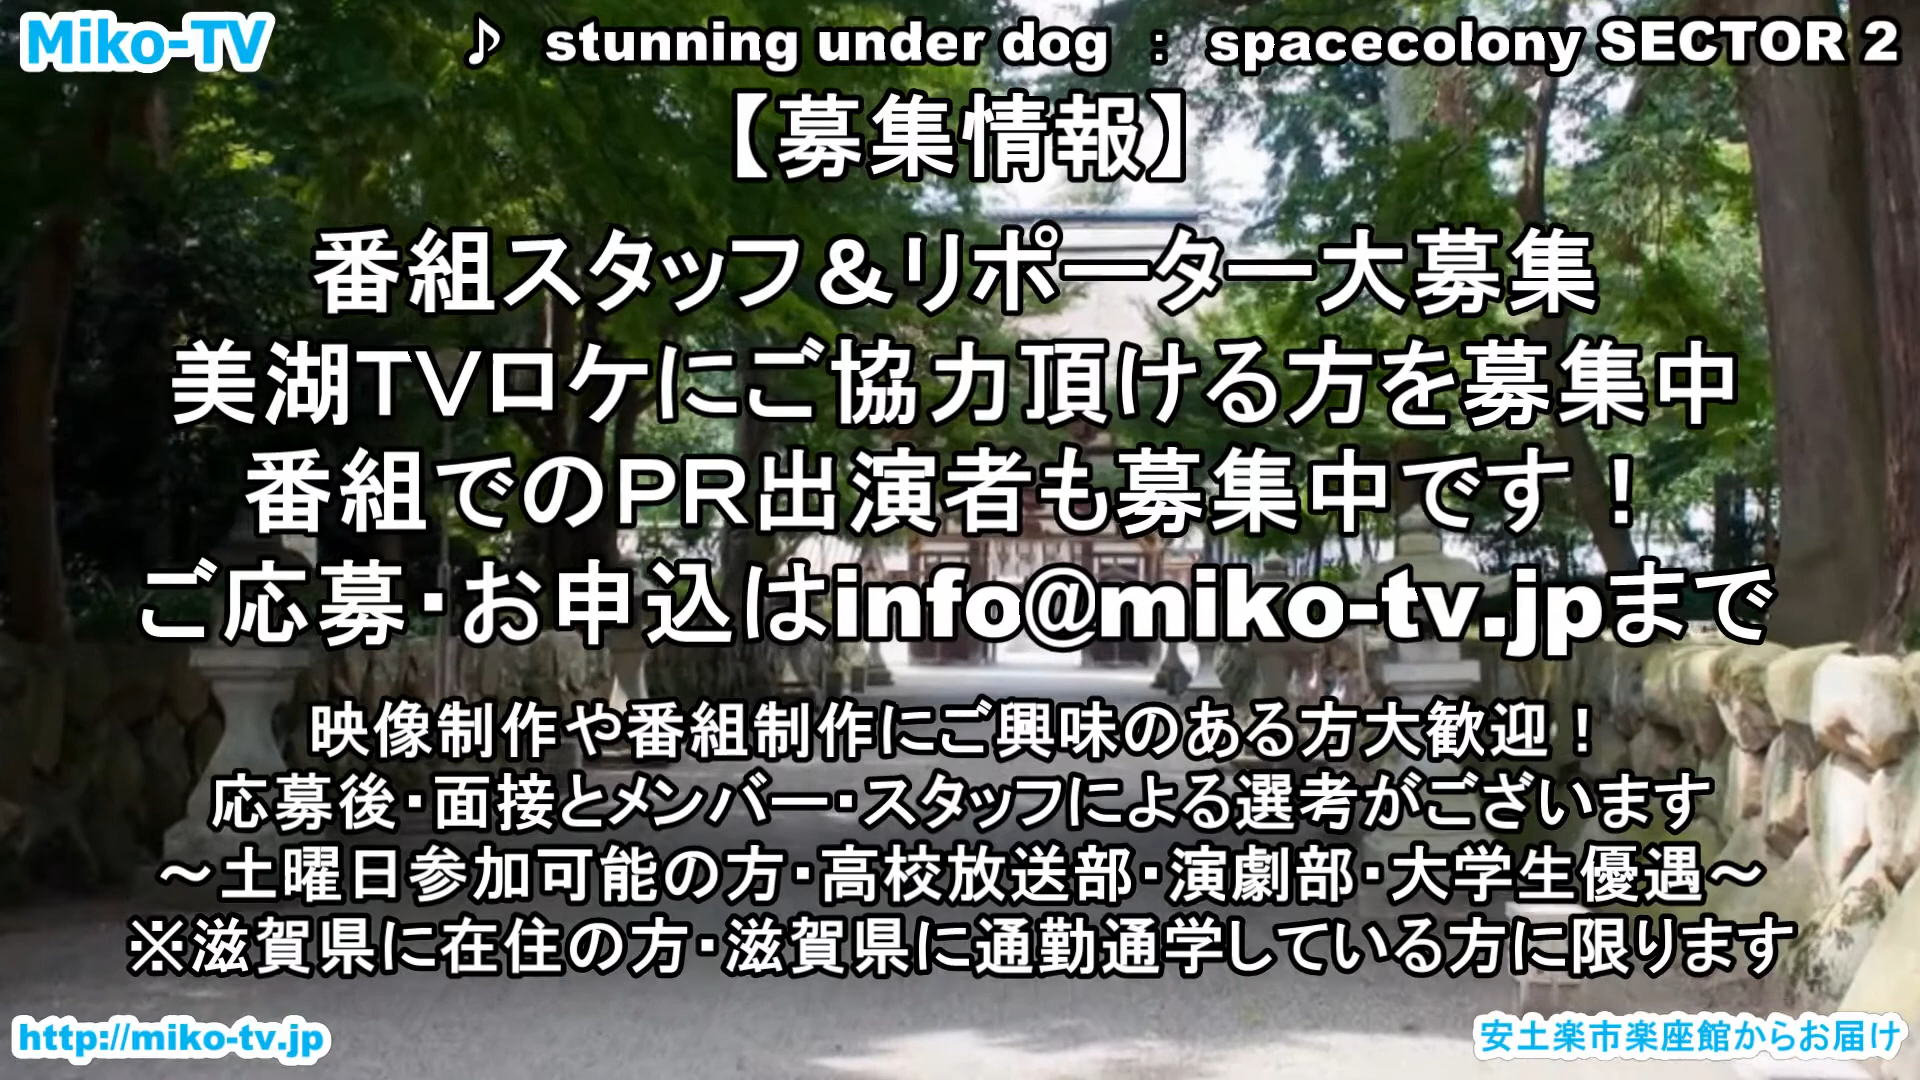 Miko-TV
♪ stunning under dog : spacecolony SECTOR 2
【募集情報】
番組スタッフ＆リポーター大募集
美湖TVロケにご協力頂ける方を募集中
番組でのPR出演者も募集中です！
ご応募・お申込はinfo@miko-tv.jpまで
映像制作や番組制作にご興味のある方大歓迎！
応募後・面接とメンバー・スタッフによる選考がございます
～土曜日参加可能の方・高校放送部・演劇部・大学生優遇～
※滋賀県に在住の方・滋賀県に通勤通学している方に限ります
http://miko-tv.jp
安土楽市楽座館からお届け